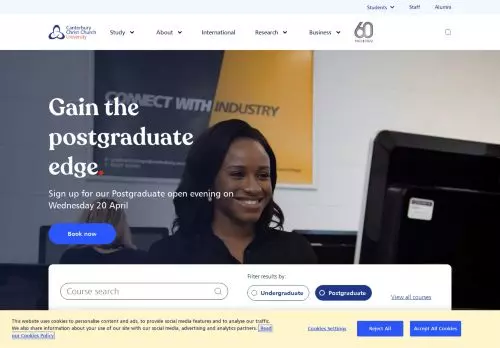 Students
Staff
Alumni
Canterbury
Christ Church
University
Study
About
International
Research
Business
60
CONNECT WITH INDUSTRY
Gain the
postgraduate
edge.
Sign up for our Postgraduate open evening on
Wednesday 20 April
Book now
Filter results by:
Course search
Undergraduate
Postgraduate
View all courses
This website uses cookies to personalise content and ads, to provide social media features and to analyse our traffic.
We also share information about your use of our site with our social media, advertising and analytics partners. Read
our Cookies Policy
Cookies Settings
Reject All
Accept All Cookies